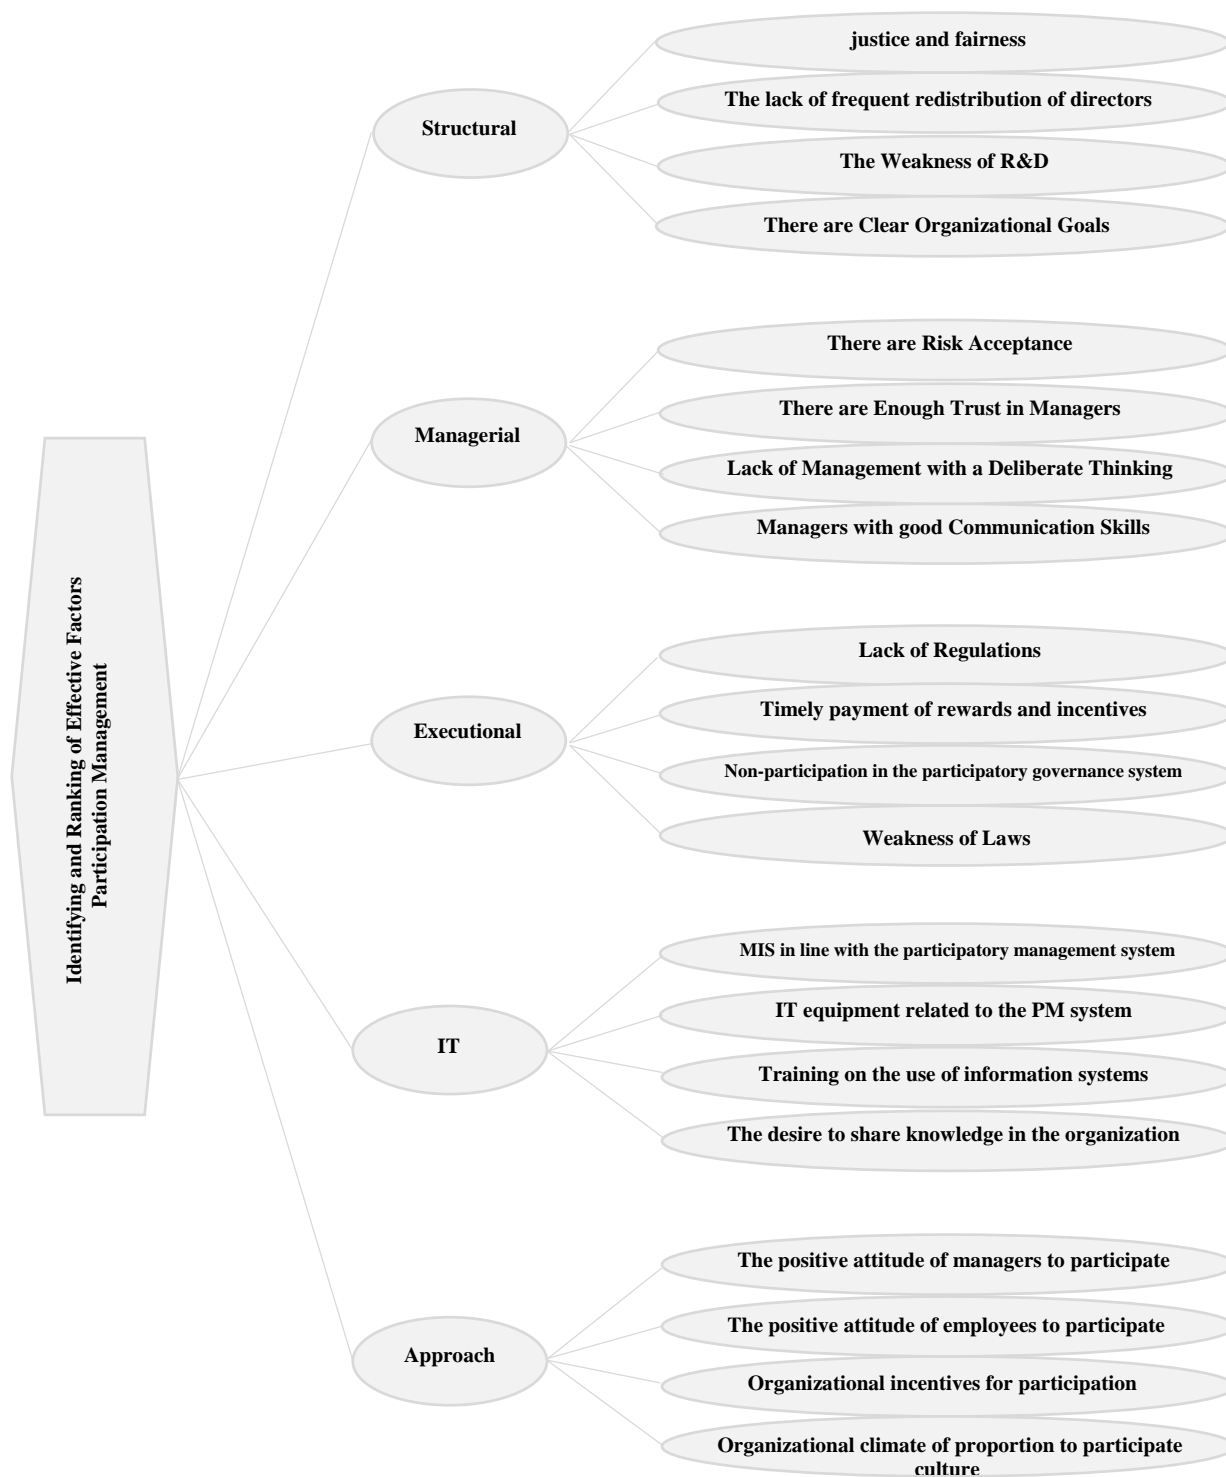 Identifying and Ranking of Effective Factors
Participation Management
Structural
justice and fairness
The lack of frequent redistribution of directors
The Weakness of R&D
There are Clear Organizational Goals
Managerial
There are Risk Acceptance
There are Enough Trust in Managers
Lack of Management with a Deliberate Thinking
Managers with good Communication Skills
Executional
Lack of Regulations
Timely payment of rewards and incentives
Non-participation in the participatory governance system
Weakness of Laws
IT
MIS in line with the participatory management system
IT equipment related to the PM system
Training on the use of information systems
The desire to share knowledge in the organization
Approach
The positive attitude of managers to participate
The positive attitude of employees to participate
Organizational incentives for participation
Organizational climate of proportion to participate
culture